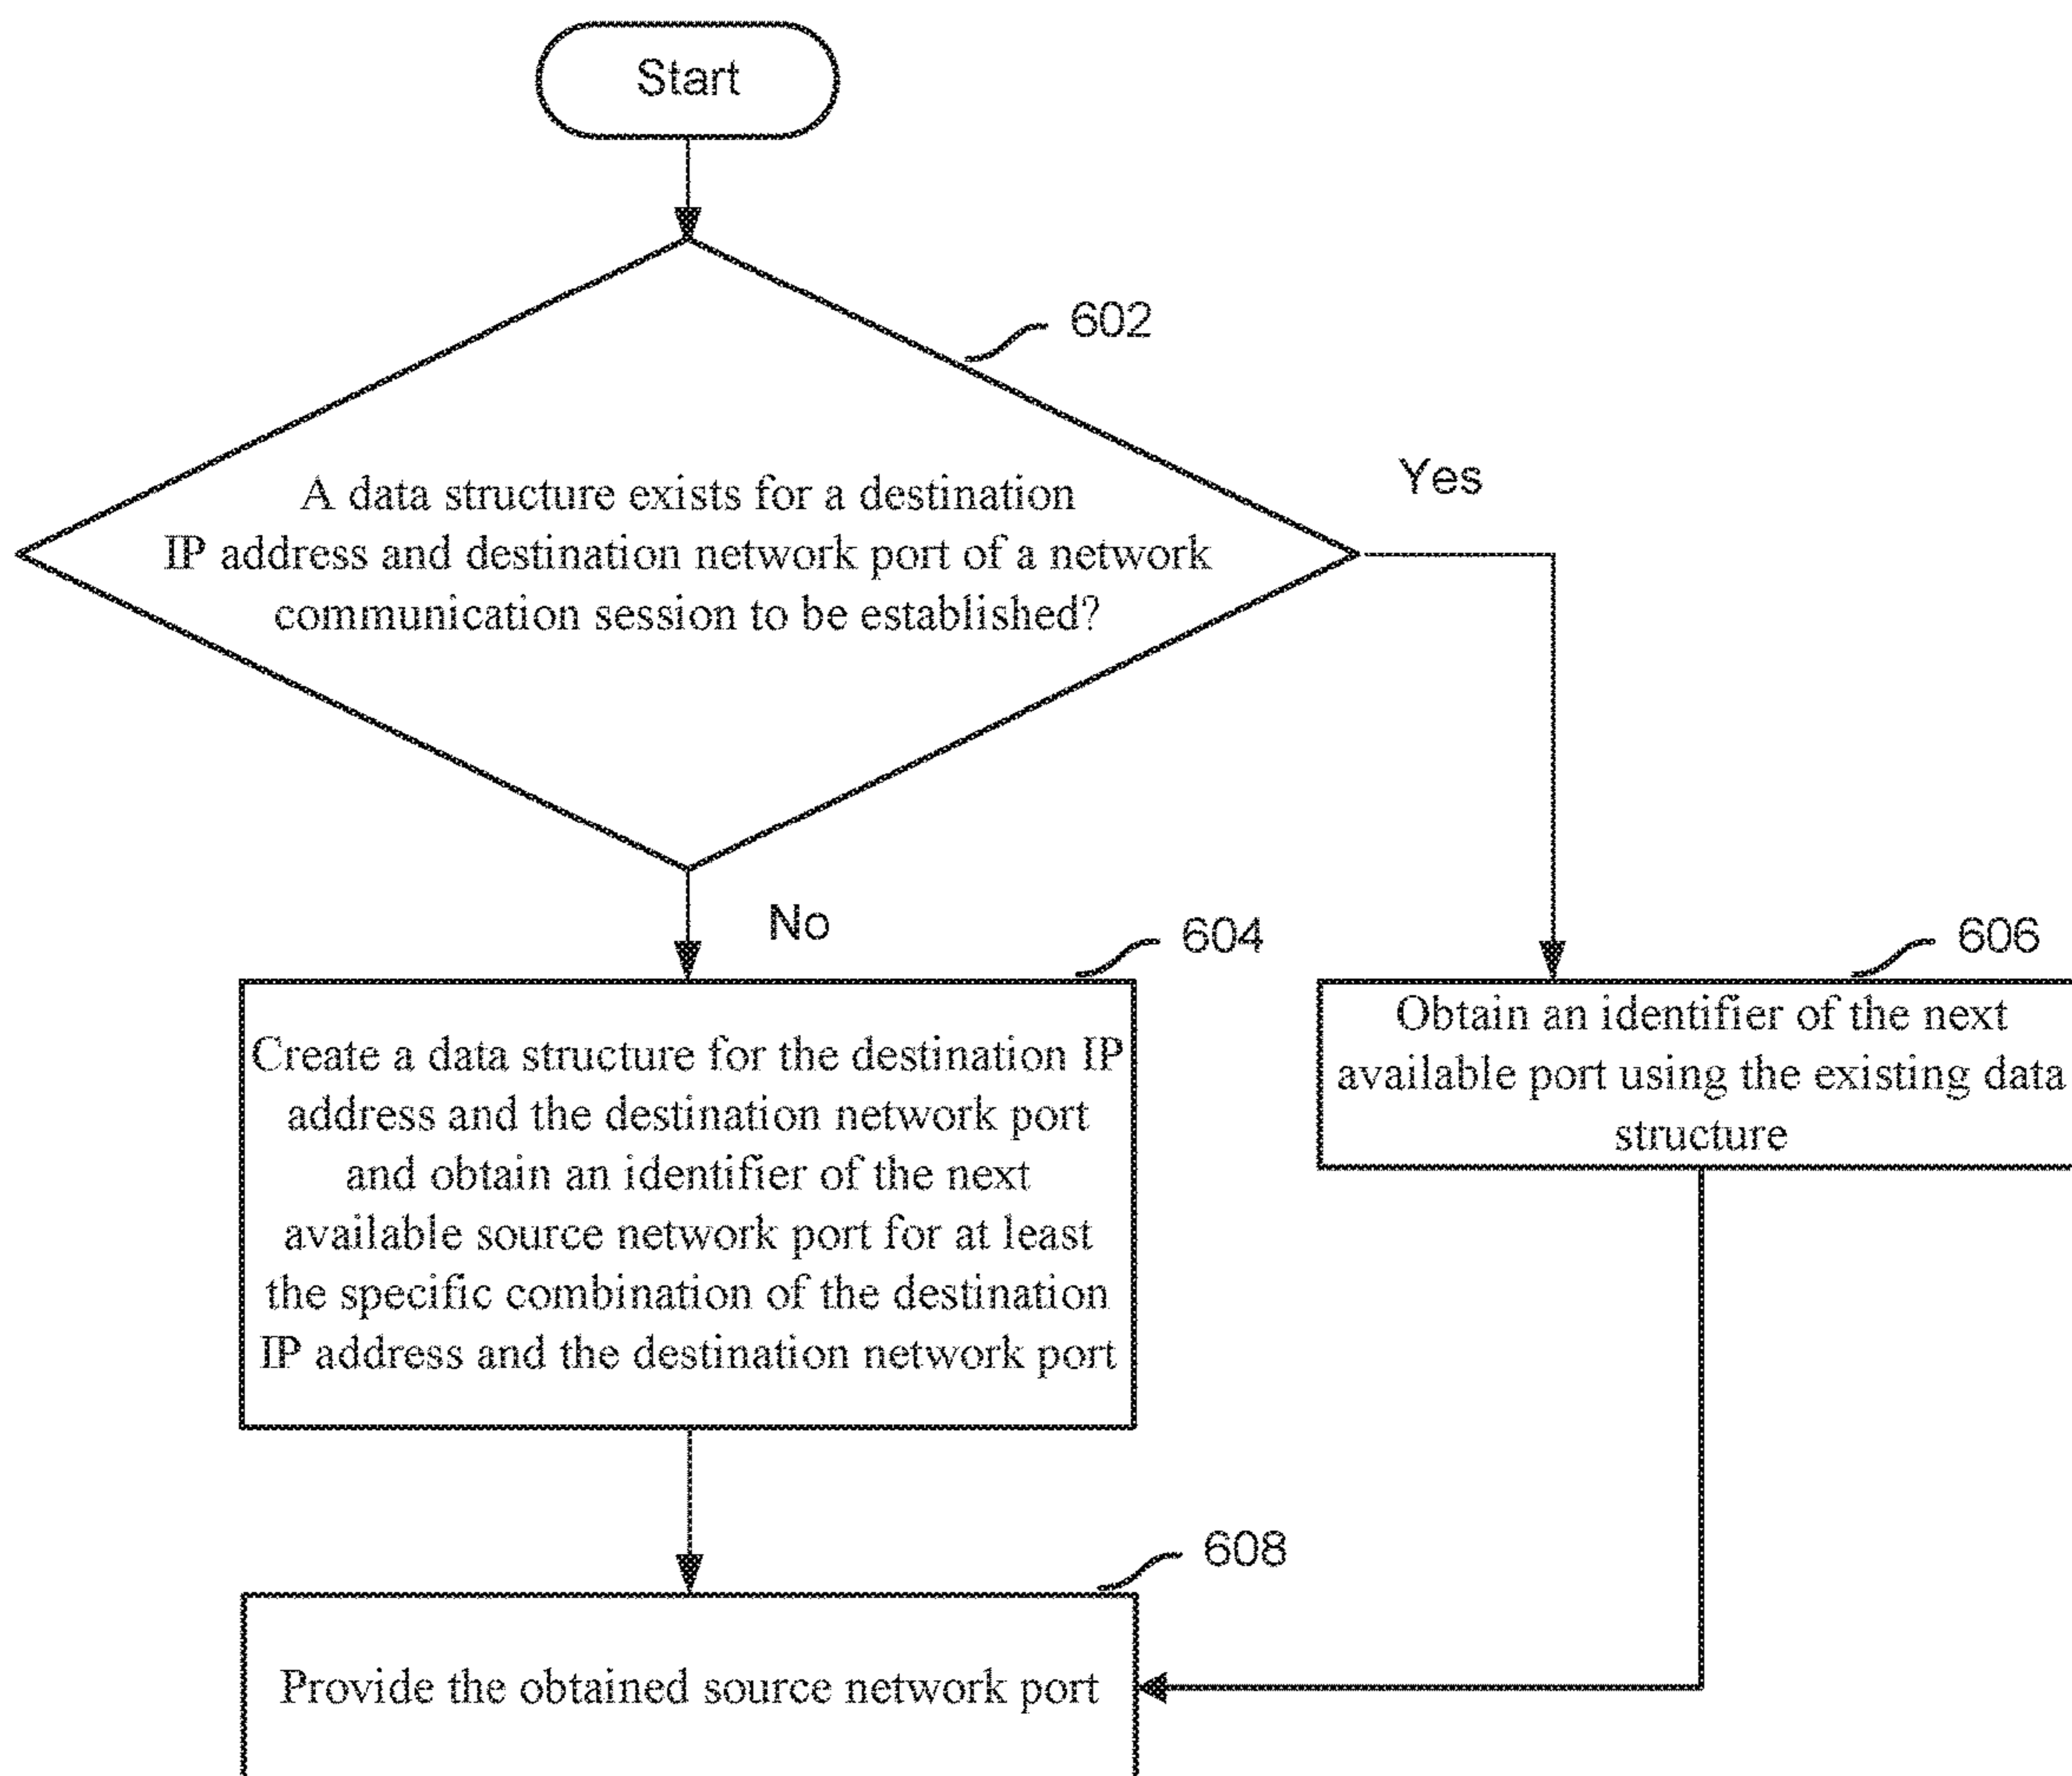 Start
602
A data structure exists for a destination
IP address and destination network port of a network
communication session to be established?
Yes
No
604
606
Create a data structure for the destination IP
address and the destination network port
and obtain an identifier of the next
available source network port for at least
the specific combination of the destination
IP address and the destination network port
Obtain an identifier of the next
available port using the existing data
structure
608
Provide the obtained source network port